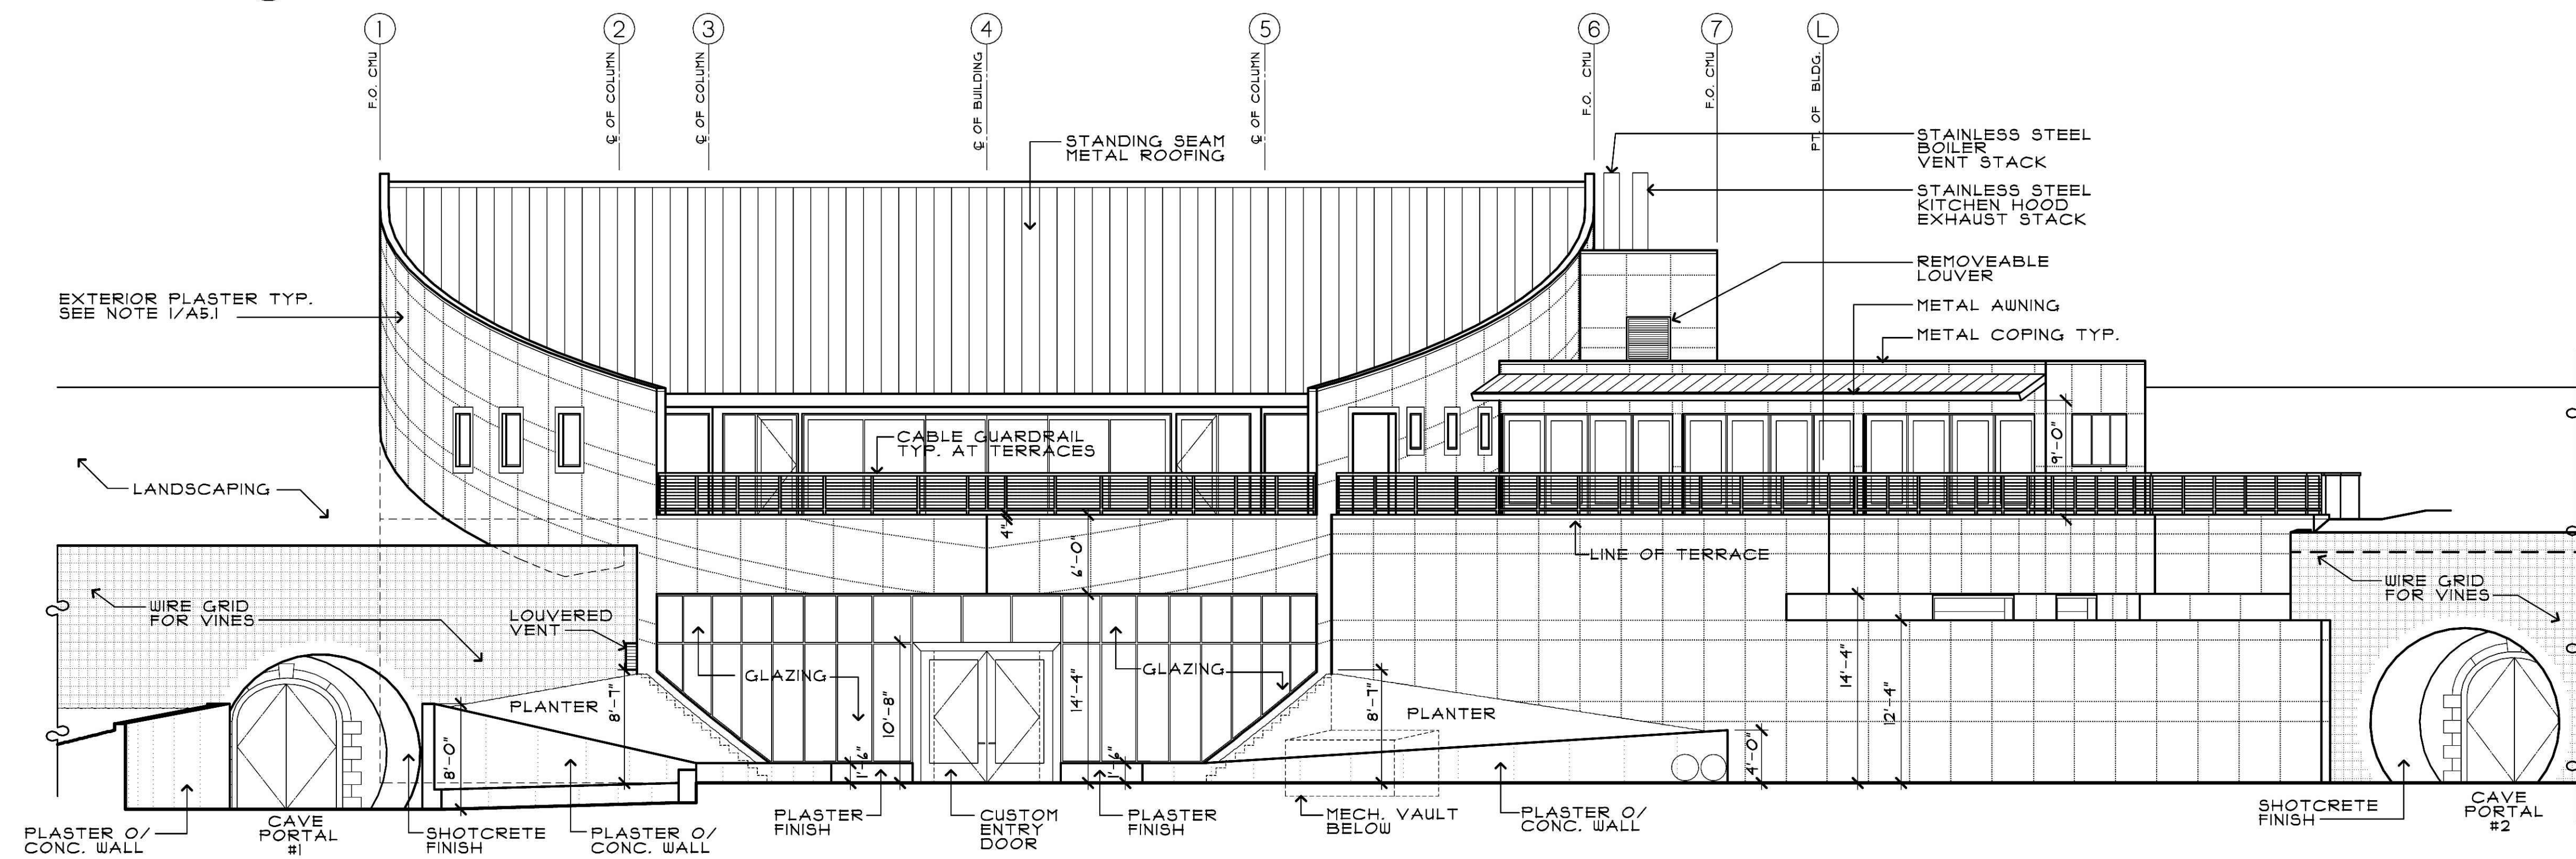 1
2
3
4
5
6
7
L
F.O. CMU
℄ OF COLUMN
℄ OF COLUMN
℄ OF BUILDING
℄ OF COLUMN
F.O. CMU
F.O. CMU
PT. OF BLDG.
STANDING SEAM
METAL ROOFING
STAINLESS STEEL
BOILER
VENT STACK
STAINLESS STEEL
KITCHEN HOOD
EXHAUST STACK
REMOVEABLE
LOUVER
METAL AWNING
METAL COPING TYP.
EXTERIOR PLASTER TYP.
SEE NOTE 1/A5.1
CABLE GUARDRAIL
TYP. AT TERRACES
9'-0"
LANDSCAPING
4"
6'-0"
LINE OF TERRACE
WIRE GRID
FOR VINES
LOUVERED
VENT
WIRE GRID
FOR VINES
GLAZING
GLAZING
PLANTER
8'-7"
10'-8"
14'-4"
8'-7"
PLANTER
14'-4"
12'-4"
8'-0"
1'-6"
1'-6"
4'-0"
PLASTER O/
CONC. WALL
CAVE
PORTAL
#1
SHOTCRETE
FINISH
PLASTER O/
CONC. WALL
PLASTER
FINISH
CUSTOM
ENTRY
DOOR
PLASTER
FINISH
MECH. VAULT
BELOW
PLASTER O/
CONC. WALL
SHOTCRETE
FINISH
CAVE
PORTAL
#2